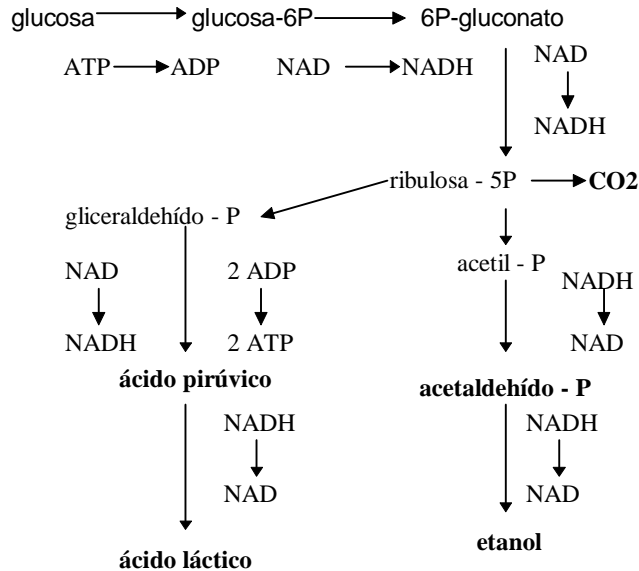 glucosa glucosa-6P 6P-gluconato
ATP ADP NAD NADH NAD
NADH
ribulosa - 5P CO2
gliceraldehído - P
acetil - P
NAD 2 ADP NADH
NADH 2 ATP NAD
ácido pirúvico acetaldehído - P
NADH NADH
NAD NAD
ácido láctico etanol